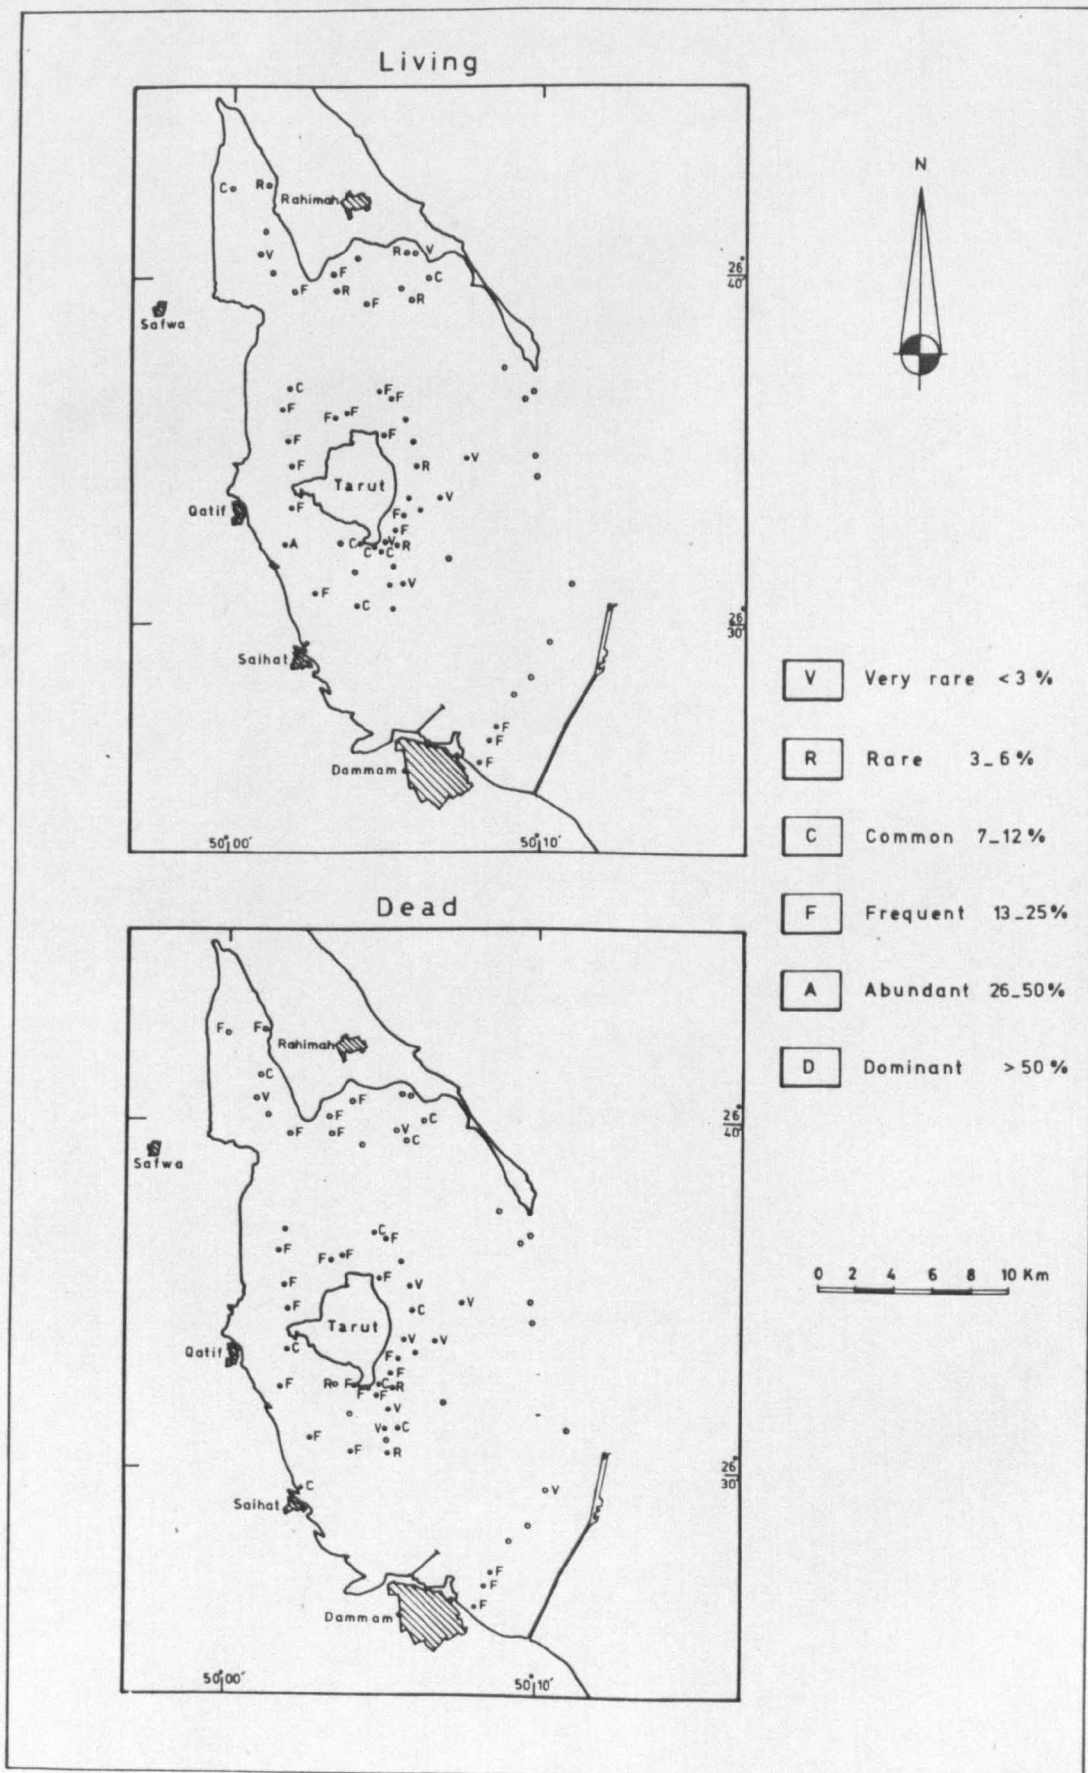 Living
C
R
Rahimah
V
R
V
F
F
R
F
C
R
26°
40'
Safwa
C
F
F
F
F
F
F
F
F
R
V
Tarut
F
V
Qatif
F
F
A
C
V
R
C
C
F
C
V
26°
30'
Saihat
F
F
F
Dammam
50°00'
50°10'
Dead
F
F
Rahimah
C
V
F
F
F
F
V
C
C
26
40'
Safwa
C
F
F
F
F
F
F
F
V
C
V
Tarut
V
V
Qatif
C
F
F
F
R
F
C
R
F
F
V
V
C
F
F
R
26°
30'
C
Saihat
V
F
F
F
Dammam
50°00'
50°10'
N
V Very rare <3%
R Rare 3_6%
C Common 7_12%
F Frequent 13_25%
A Abundant 26_50%
D Dominant >50%
0 2 4 6 8 10 Km